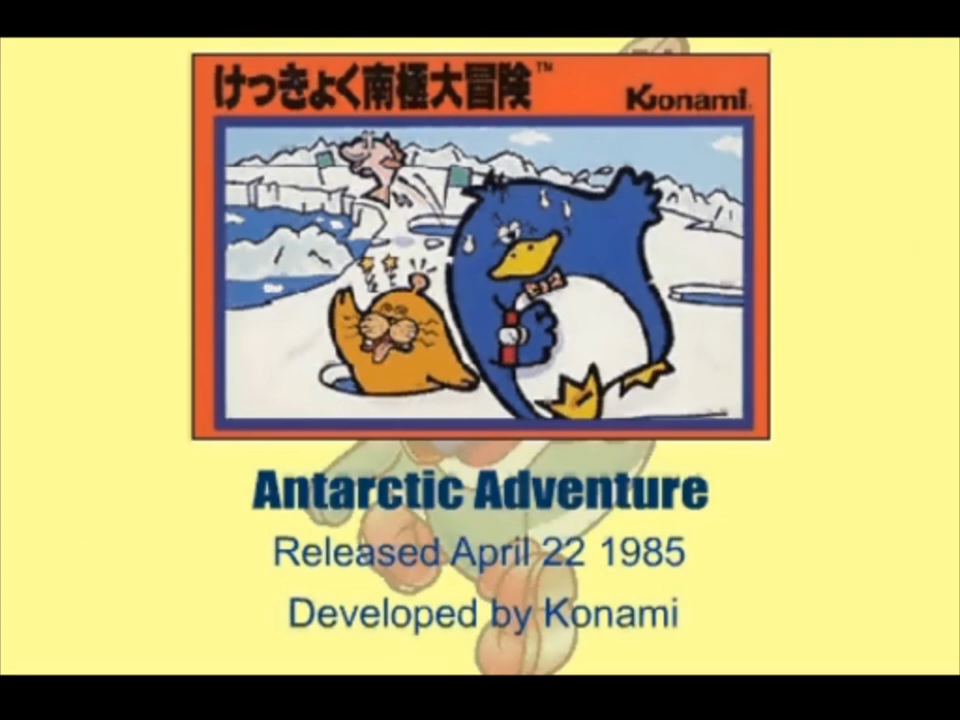 けっきょく南極大冒険™
Konami
Antarctic Adventure
Released April 22 1985
Developed by Konami